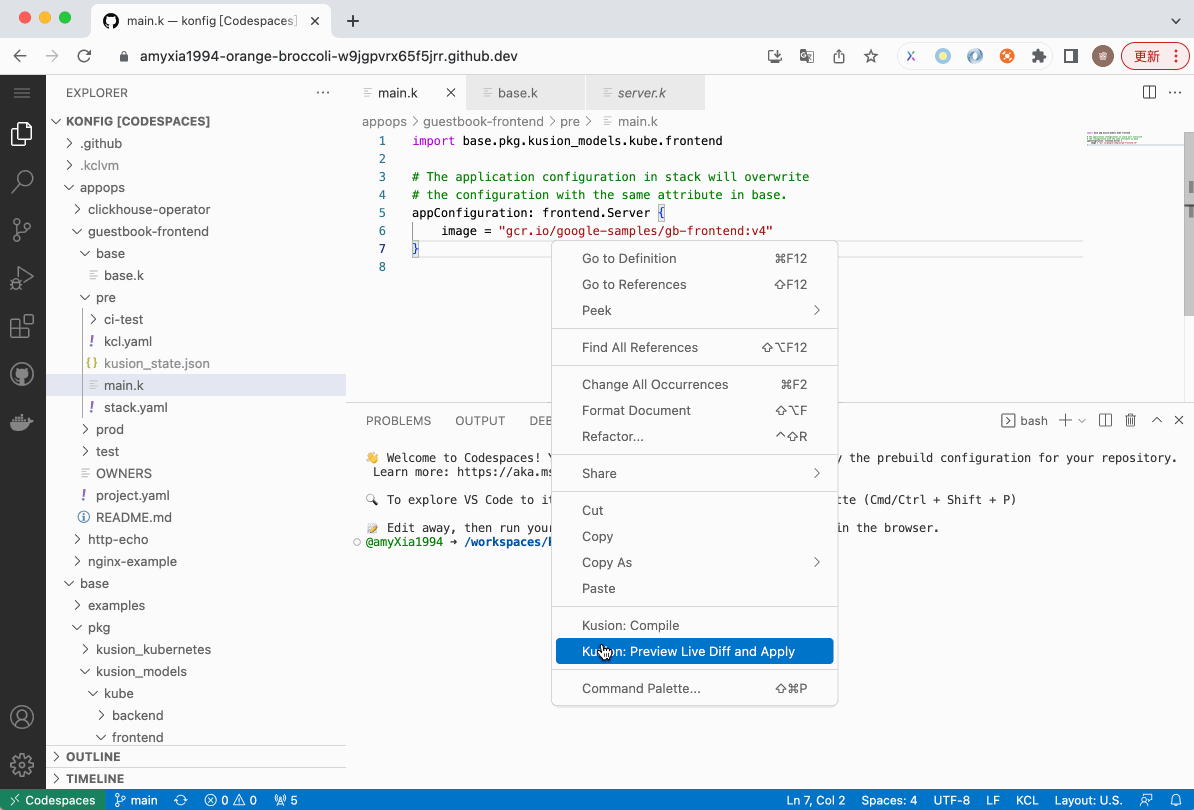 main.k — konfig [Codespaces]
amyxia1994-orange-broccoli-w9jgpvrx65f5jrr.github.dev
更新
EXPLORER
KONFIG [CODESPACES]
.github
.kclvm
appops
clickhouse-operator
guestbook-frontend
base
base.k
pre
ci-test
kcl.yaml
kusion_state.json
main.k
stack.yaml
prod
test
OWNERS
project.yaml
README.md
http-echo
nginx-example
base
examples
pkg
kusion_kubernetes
kusion_models
kube
backend
frontend
OUTLINE
TIMELINE
main.k
base.k
server.k
appops > guestbook-frontend > pre > main.k
1 import base.pkg.kusion_models.kube.frontend
2
3 # The application configuration in stack will overwrite
4 # the configuration with the same attribute in base.
5 appConfiguration: frontend.Server {
6 image = "gcr.io/google-samples/gb-frontend:v4"
7 }
8
Go to Definition ⌘F12
Go to References ⇧F12
Peek
Find All References ⇧⌥F12
Change All Occurrences ⌘F2
Format Document ⇧⌥F
Refactor... ^⇧R
Share
Cut
Copy
Copy As
Paste
Kusion: Compile
Kusion: Preview Live Diff and Apply
Command Palette... ⇧⌘P
PROBLEMS OUTPUT DEB
bash
👋 Welcome to Codespaces! the prebuild configuration for your repository.
Learn more: https://aka.ms
🔍 To explore VS Code to it (Cmd/Ctrl + Shift + P)
📝 Edit away, then run your in the browser.
@amyXia1994 → /workspaces/
Codespaces main 0 0 5 Ln 7, Col 2 Spaces: 4 UTF-8 LF KCL Layout: U.S.